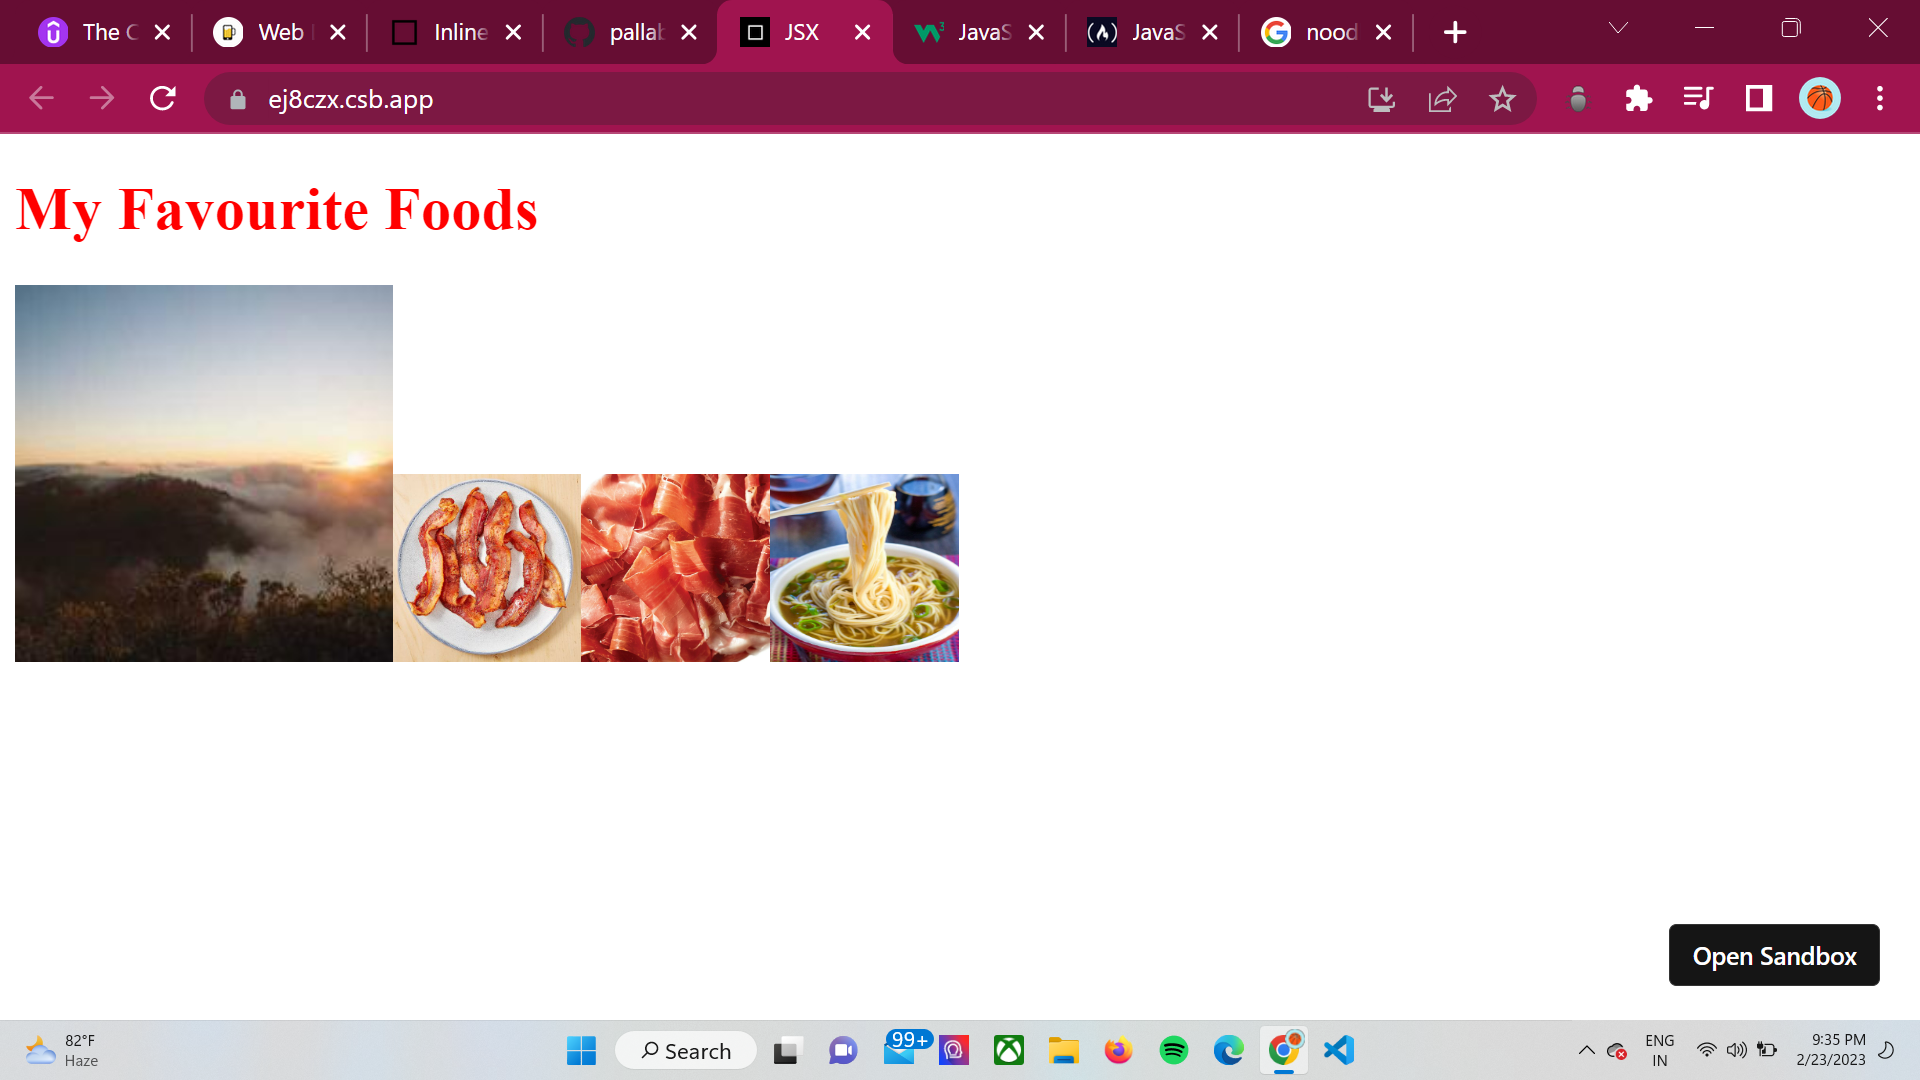 The C
Web
Inline
pallab
JSX
JavaS
JavaS
nood
ej8czx.csb.app
My Favourite Foods
Open Sandbox
82°F
Haze
Search
99+
ENG
IN
9:35 PM
2/23/2023